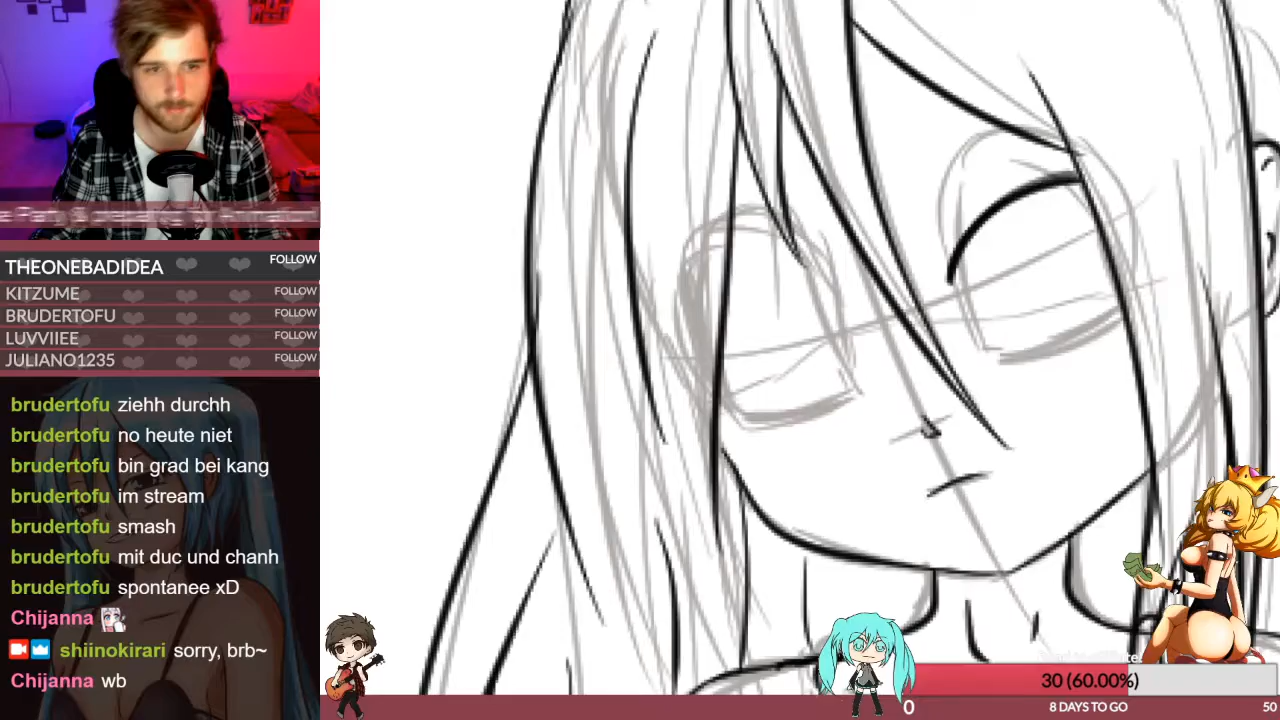 THEONEBADIDEA FOLLOW
KITZUME FOLLOW
BRUDERTOFU FOLLOW
LUVVIIEE FOLLOW
JULIANO1235 FOLLOW
brudertofu ziehh durchh
brudertofu no heute niet
brudertofu bin grad bei kang
brudertofu im stream
brudertofu smash
brudertofu mit duc und chanh
brudertofu spontanee xD
Chijanna
shiinokirari sorry, brb~
Chijanna wb
30 (60.00%)
0 8 DAYS TO GO 50